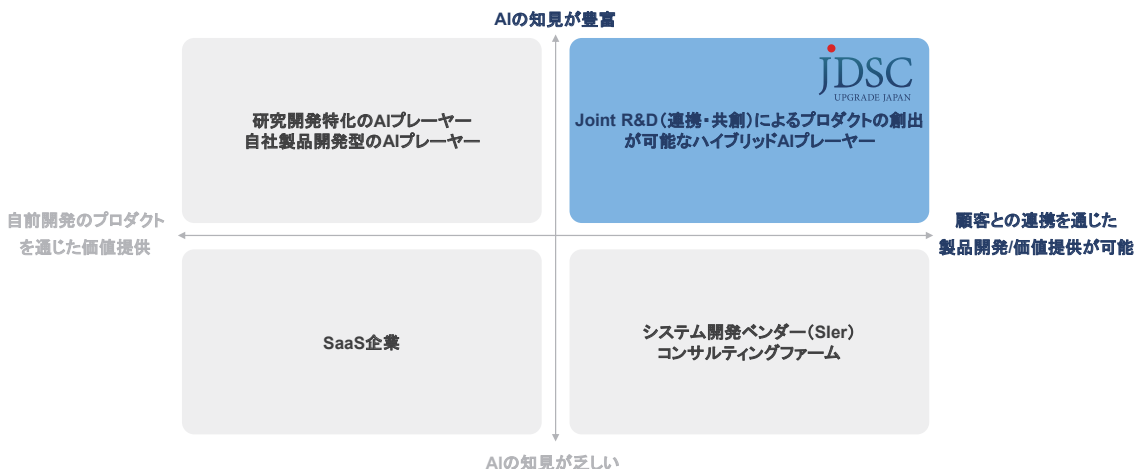 AIの知見が豊富
JDSC
UPGRADE JAPAN
研究開発特化のAIプレーヤー
自社製品開発型のAIプレーヤー
Joint R&D（連携・共創）によるプロダクトの創出
が可能なハイブリッドAIプレーヤー
自前開発のプロダクト
を通じた価値提供
顧客との連携を通じた
製品開発/価値提供が可能
SaaS企業
システム開発ベンダー（SIer）
コンサルティングファーム
AIの知見が乏しい